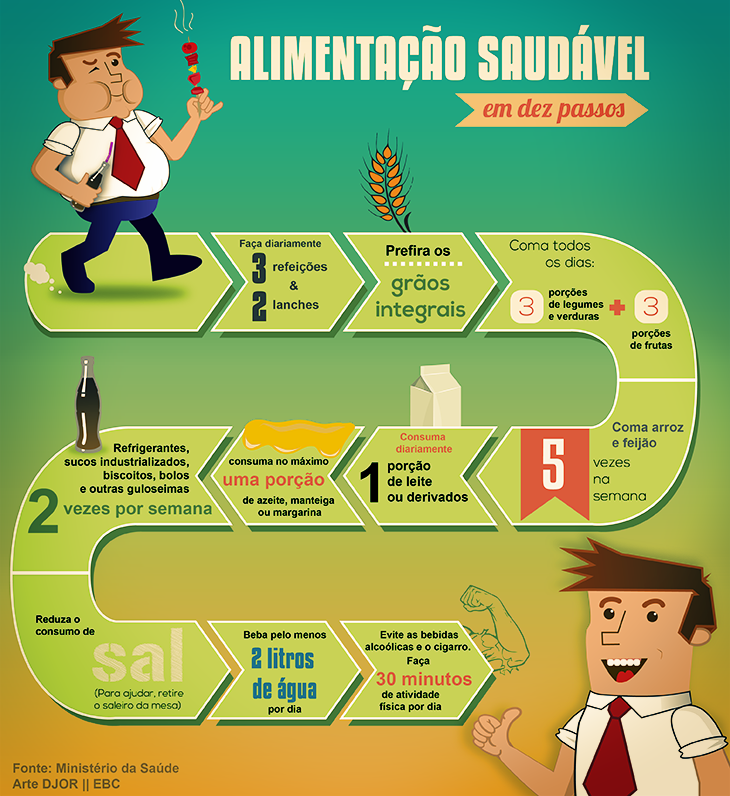 ALIMENTAÇÃO SAUDÁVEL
em dez passos
Faça diariamente
3 refeições
&
2 lanches
Prefira os
grãos
integrais
Coma todos
os dias:
3 porções
de legumes
e verduras
+ 3
porções
de frutas
Coma arroz
e feijão
5 vezes
na
semana
Consuma
diariamente
1 porção
de leite
ou derivados
consuma no máximo
uma porção
de azeite, manteiga
ou margarina
Refrigerantes,
sucos industrializados,
biscoitos, bolos
e outras guloseimas
2 vezes por semana
Reduza o
consumo de
sal
(Para ajudar, retire
o saleiro da mesa)
Beba pelo menos
2 litros
de água
por dia
Evite as bebidas
alcoólicas e o cigarro.
Faça
30 minutos
de atividade
física por dia
Fonte: Ministério da Saúde
Arte DJOR || EBC